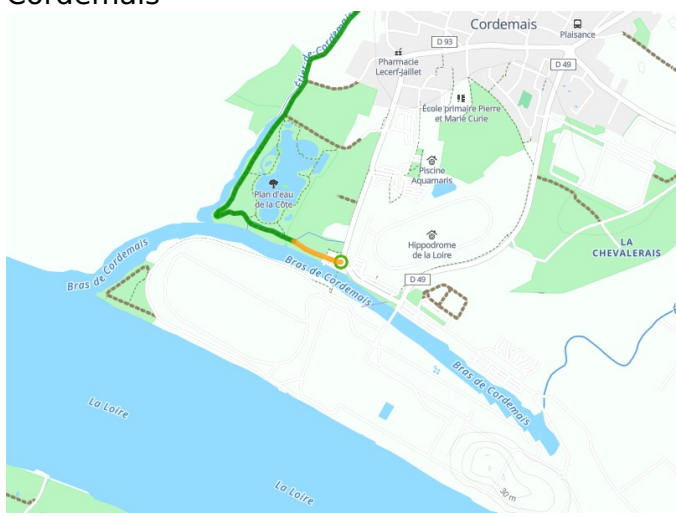 Cordemais
Étier de Cordemais
Cordemais
Plaisance
D 93
D 49
Pharmacie
Lecerf-Jaillet
École primaire Pierre
et Marie Curie
Piscine
Aquamaris
Plan d'eau
de la Côte
Hippodrome
de la Loire
LA
CHEVALERAIS
Bras de Cordemais
Bras de Cordemais
D 49
Bras de Cordemais
La Loire
La Loire
30 m